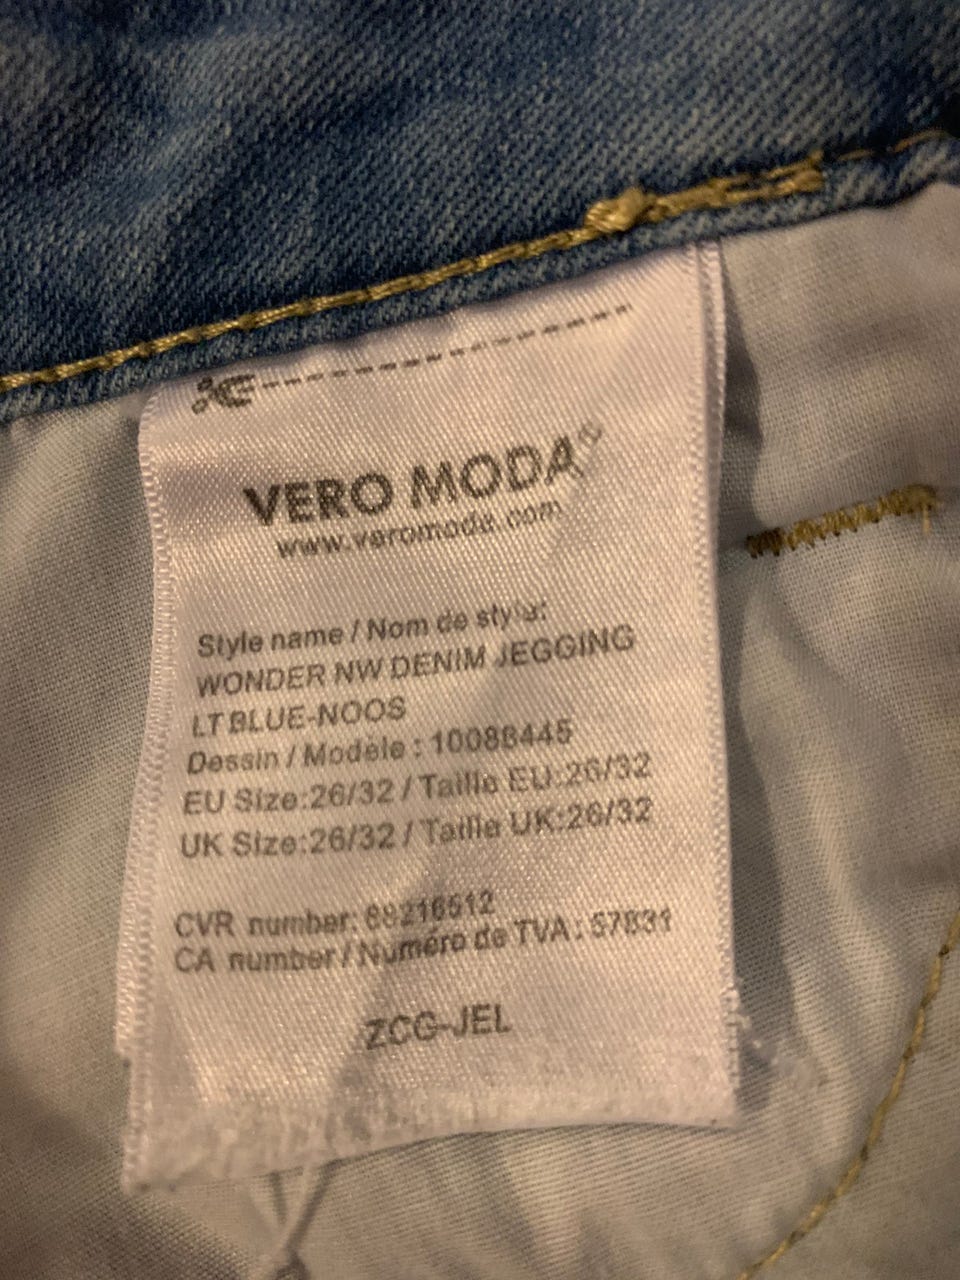 VERO MODA®
www.veromoda.com
Style name / Nom de style:
WONDER NW DENIM JEGGING
LT BLUE-NOOS
Dessin / Modèle : 10088445
EU Size:26/32 / Taille EU:26/32
UK Size:26/32 / Taille UK:26/32
CVR number: 88216512
CA number / Numéro de TVA : 57831
ZCG-JEL